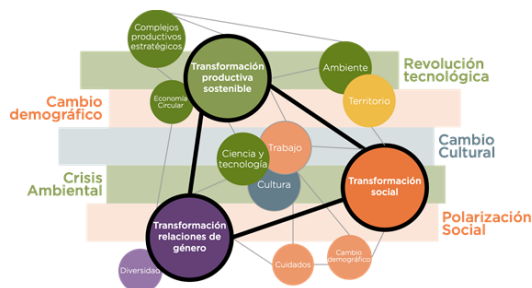 Complejos
productivos
estratégicos
Transformación
productiva
sostenible
Ambiente
Revolución
tecnológica
Economía
Circular
Territorio
Cambio
demográfico
Trabajo
Cambio
Cultural
Ciencia y
tecnología
Cultura
Crisis
Ambiental
Transformación
social
Transformación
relaciones de
género
Polarización
Social
Diversidad
Cuidados
Cambio
demográfico